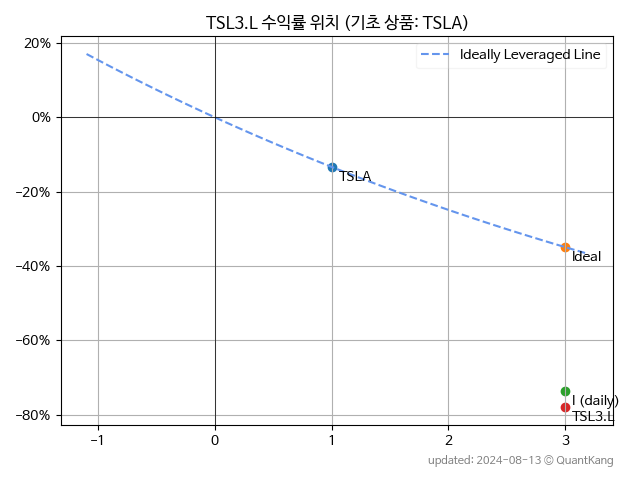 TSL3.L 수익률 위치 (기초 상품: TSLA)
Ideally Leveraged Line
20%
0%
−20%
−40%
−60%
−80%
TSLA
Ideal
I (daily)
TSL3.L
−1
0
1
2
3
updated: 2024-08-13 © QuantKang